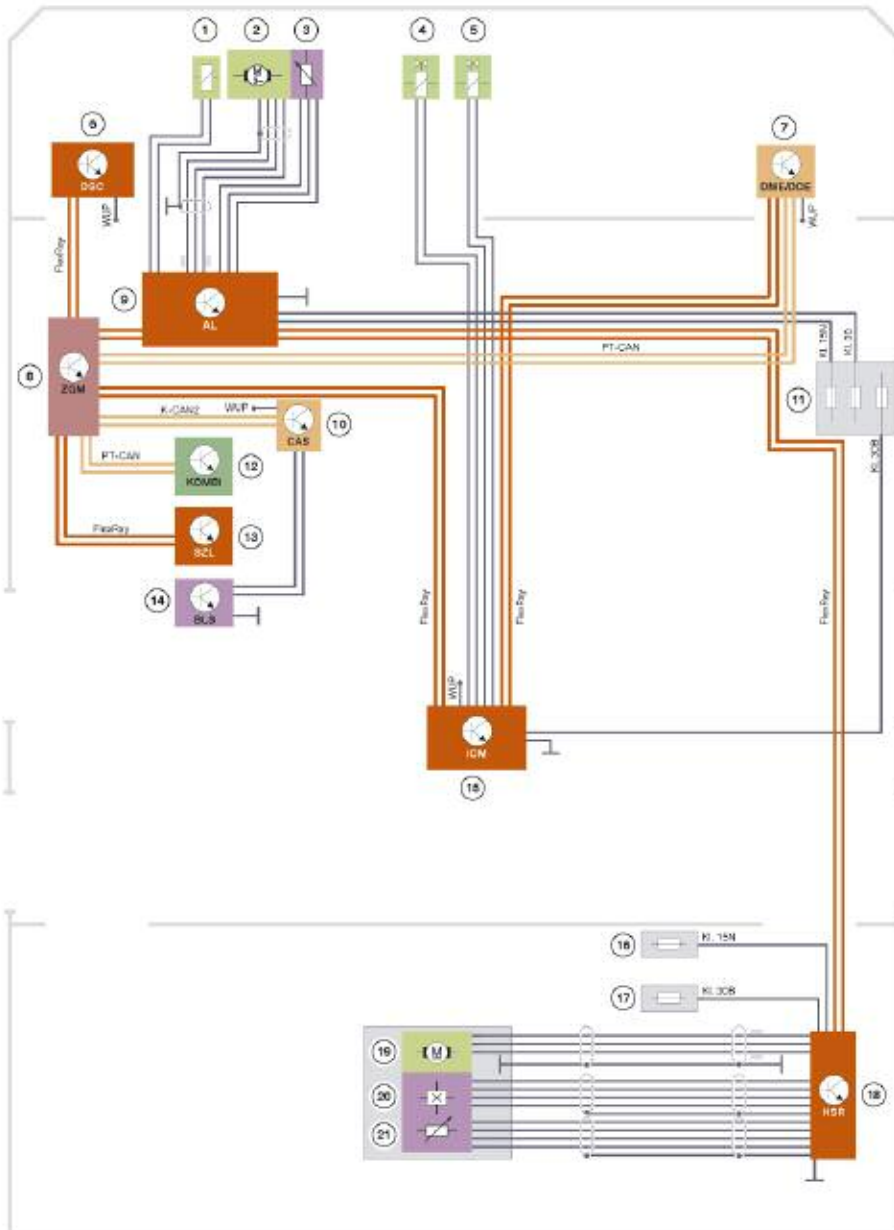 1
2
3
4
5
6
7
DSC
DME/DDE
WUP
WUP
FlexRay
9
AL
8
ZGM
PT-CAN
KL 15N
KL 30
11
K-CAN2
WUP
CAS
10
KL 30B
PT-CAN
KOMBI
12
FlexRay
SZL
13
14
BLS
FlexRay
FlexRay
FlexRay
WUP
ICM
15
16
KL 15N
17
KL 30B
19
M
20
21
HSR
18